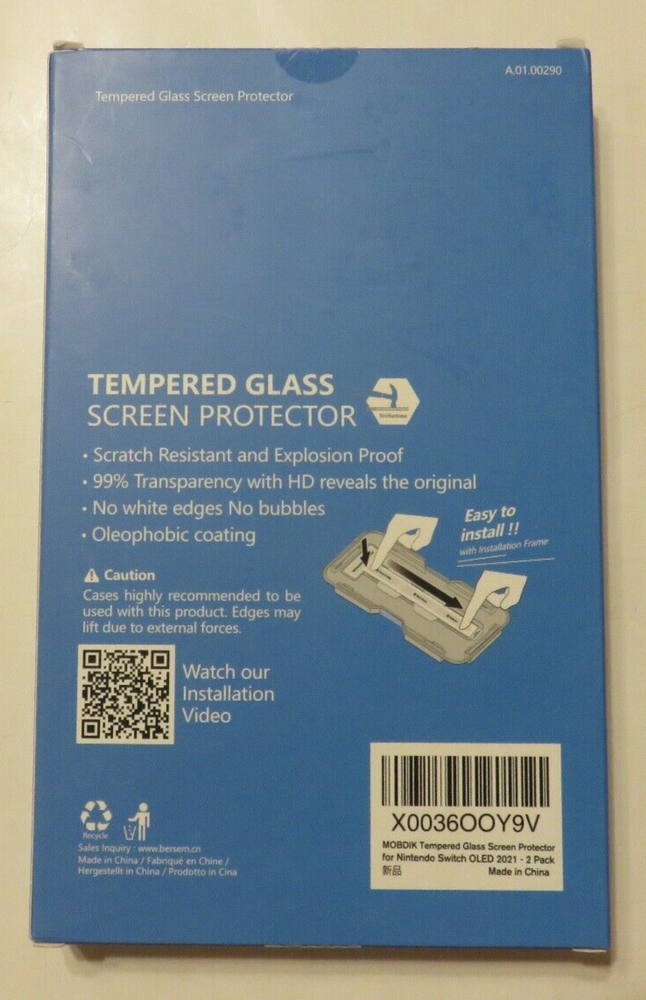 A.01.00290
Tempered Glass Screen Protector
TEMPERED GLASS
SCREEN PROTECTOR
• Scratch Resistant and Explosion Proof
• 99% Transparency with HD reveals the original
• No white edges No bubbles
• Oleophobic coating
Easy to
install !!
with Installation Frame
Caution
Cases highly recommended to be
used with this product. Edges may
lift due to external forces.
Watch our
Installation
Video
Recycle
Sales Inquiry : www.bersem.cn
Made in China / Fabriqué en Chine /
Hergestellt in China / Prodotto in Cina
X0036OOY9V
MOBDIK Tempered Glass Screen Protector
for Nintendo Switch OLED 2021 - 2 Pack
新品
Made in China